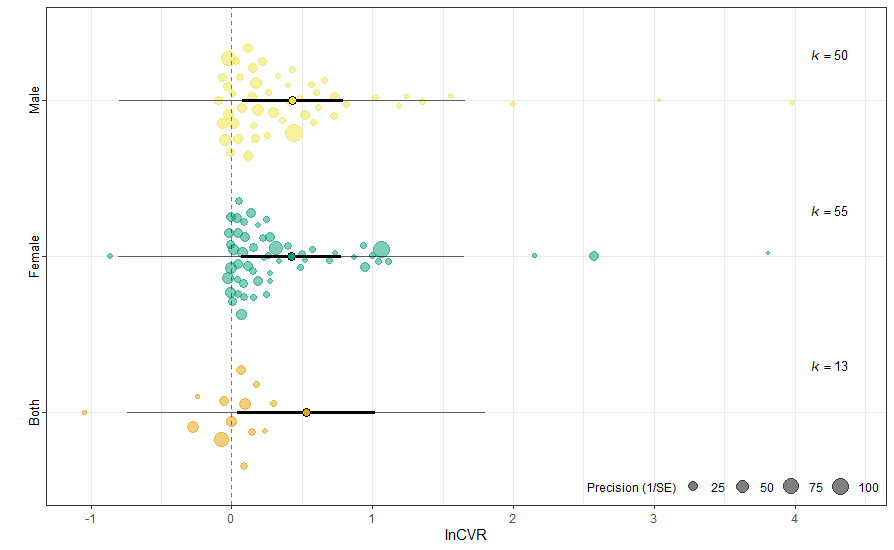 Male
k = 50
Female
k = 55
Both
k = 13
Precision (1/SE) 25 50 75 100
-1 0 1 2 3 4
lnCVR